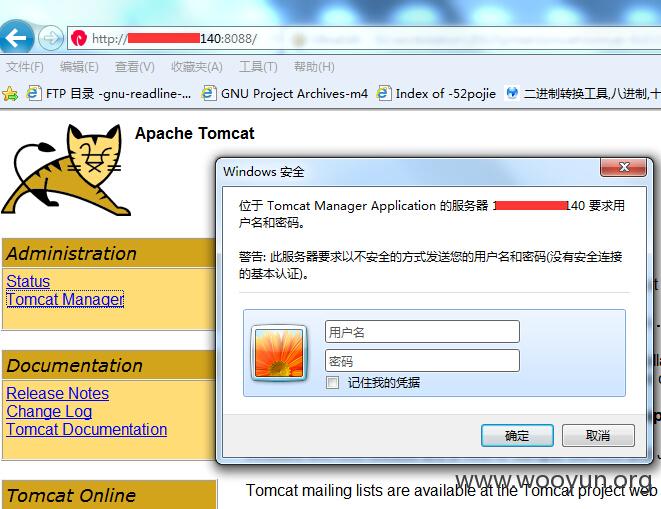 http:// 140:8088/
文件(F) 编辑(E) 查看(V) 收藏夹(A) 工具(T) 帮助(H)
FTP 目录 -gnu-readline-... GNU Project Archives-m4 Index of -52pojie 二进制转换工具,八进制,十
Apache Tomcat
Administration
Status
Tomcat Manager
Documentation
Release Notes
Change Log
Tomcat Documentation
Tomcat Online
Windows 安全
位于 Tomcat Manager Application 的服务器 1 140 要求用
户名和密码。
警告: 此服务器要求以不安全的方式发送您的用户名和密码(没有安全连接
的基本认证)。
用户名
密码
记住我的凭据
确定 取消
www.wooyun.org
Tomcat mailing lists are available at the Tomcat project web